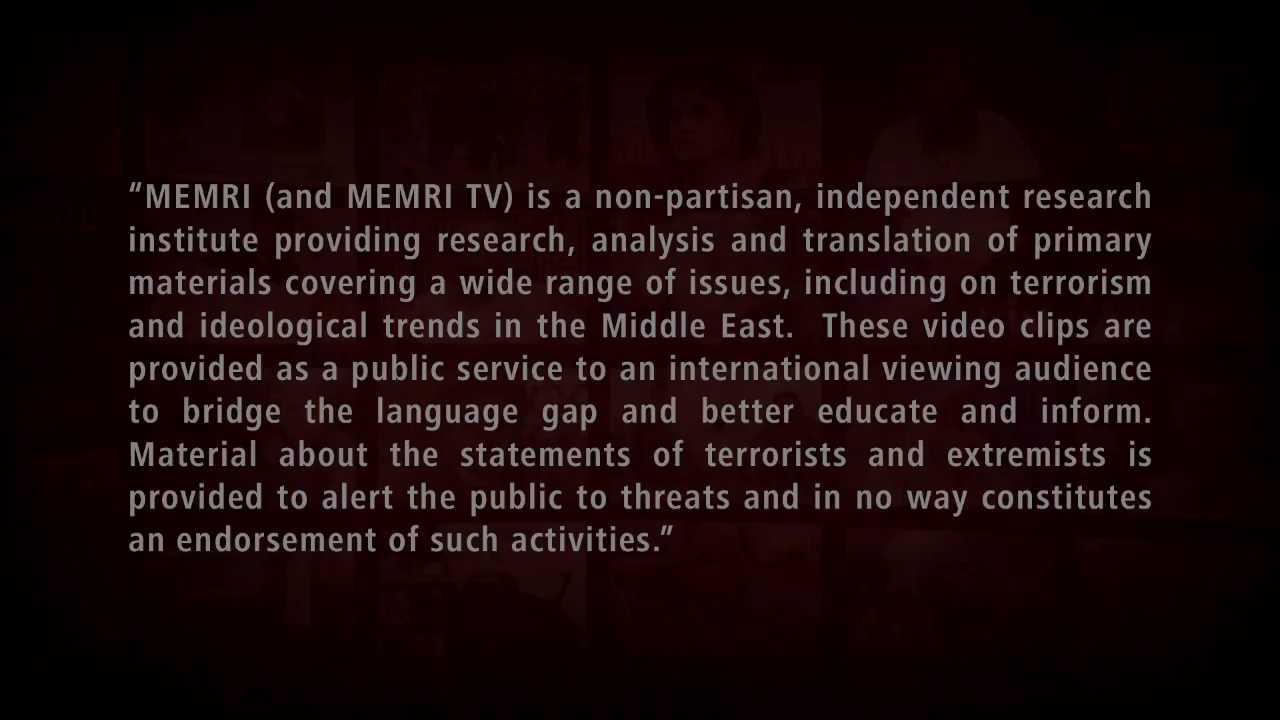 “MEMRI (and MEMRI TV) is a non-partisan, independent research
institute providing research, analysis and translation of primary
materials covering a wide range of issues, including on terrorism
and ideological trends in the Middle East. These video clips are
provided as a public service to an international viewing audience
to bridge the language gap and better educate and inform.
Material about the statements of terrorists and extremists is
provided to alert the public to threats and in no way constitutes
an endorsement of such activities.”